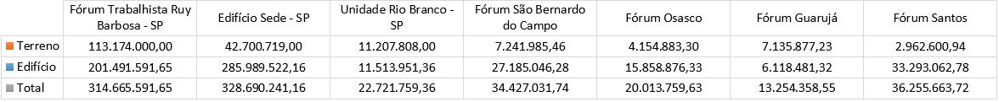 Fórum Trabalhista Ruy Barbosa - SP Edifício Sede - SP Unidade Rio Branco - SP Fórum São Bernardo do Campo Fórum Osasco Fórum Guarujá Fórum Santos
Terreno 113.174.000,00 42.700.719,00 11.207.808,00 7.241.985,46 4.154.883,30 7.135.877,23 2.962.600,94
Edifício 201.491.591,65 285.989.522,16 11.513.951,36 27.185.046,28 15.858.876,33 6.118.481,32 33.293.062,78
Total 314.665.591,65 328.690.241,16 22.721.759,36 34.427.031,74 20.013.759,63 13.254.358,55 36.255.663,72